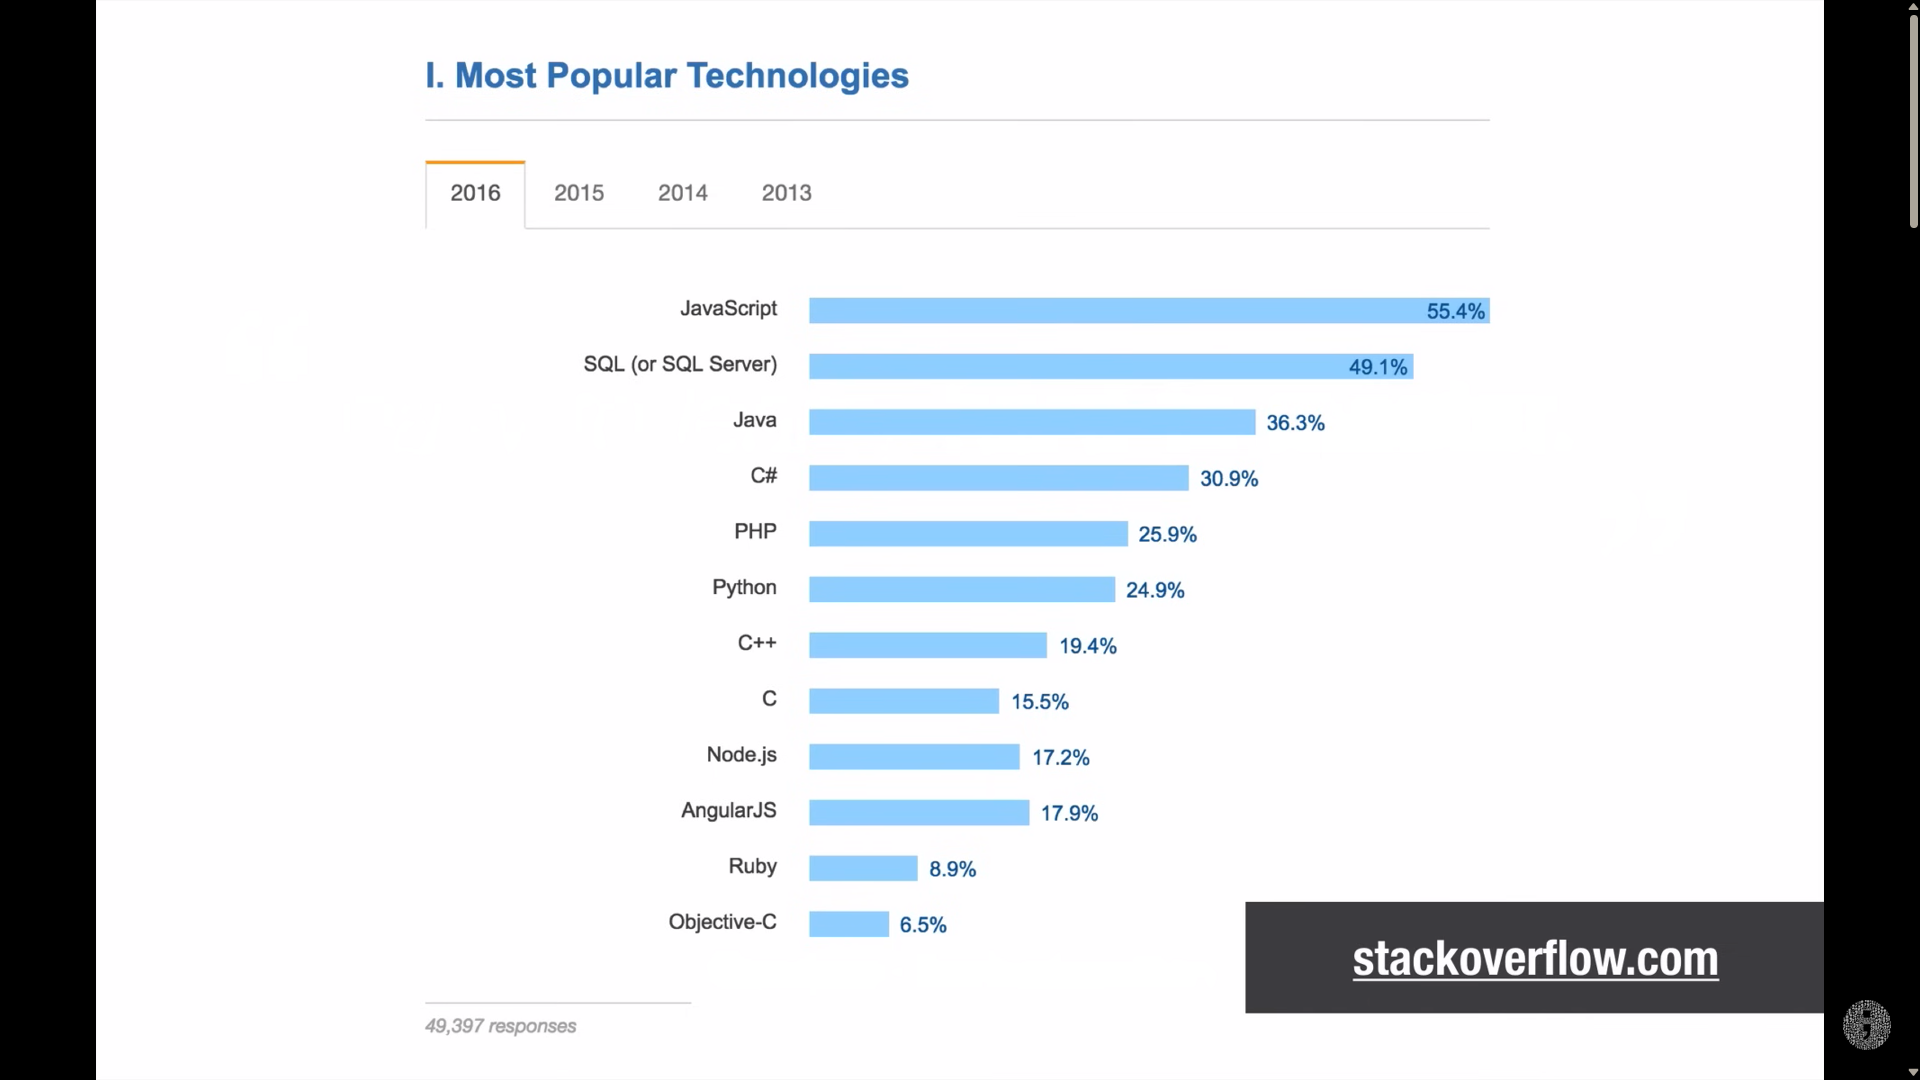 I. Most Popular Technologies
2016 2015 2014 2013
JavaScript 55.4%
SQL (or SQL Server) 49.1%
Java 36.3%
C# 30.9%
PHP 25.9%
Python 24.9%
C++ 19.4%
C 15.5%
Node.js 17.2%
AngularJS 17.9%
Ruby 8.9%
Objective-C 6.5%
stackoverflow.com
49,397 responses